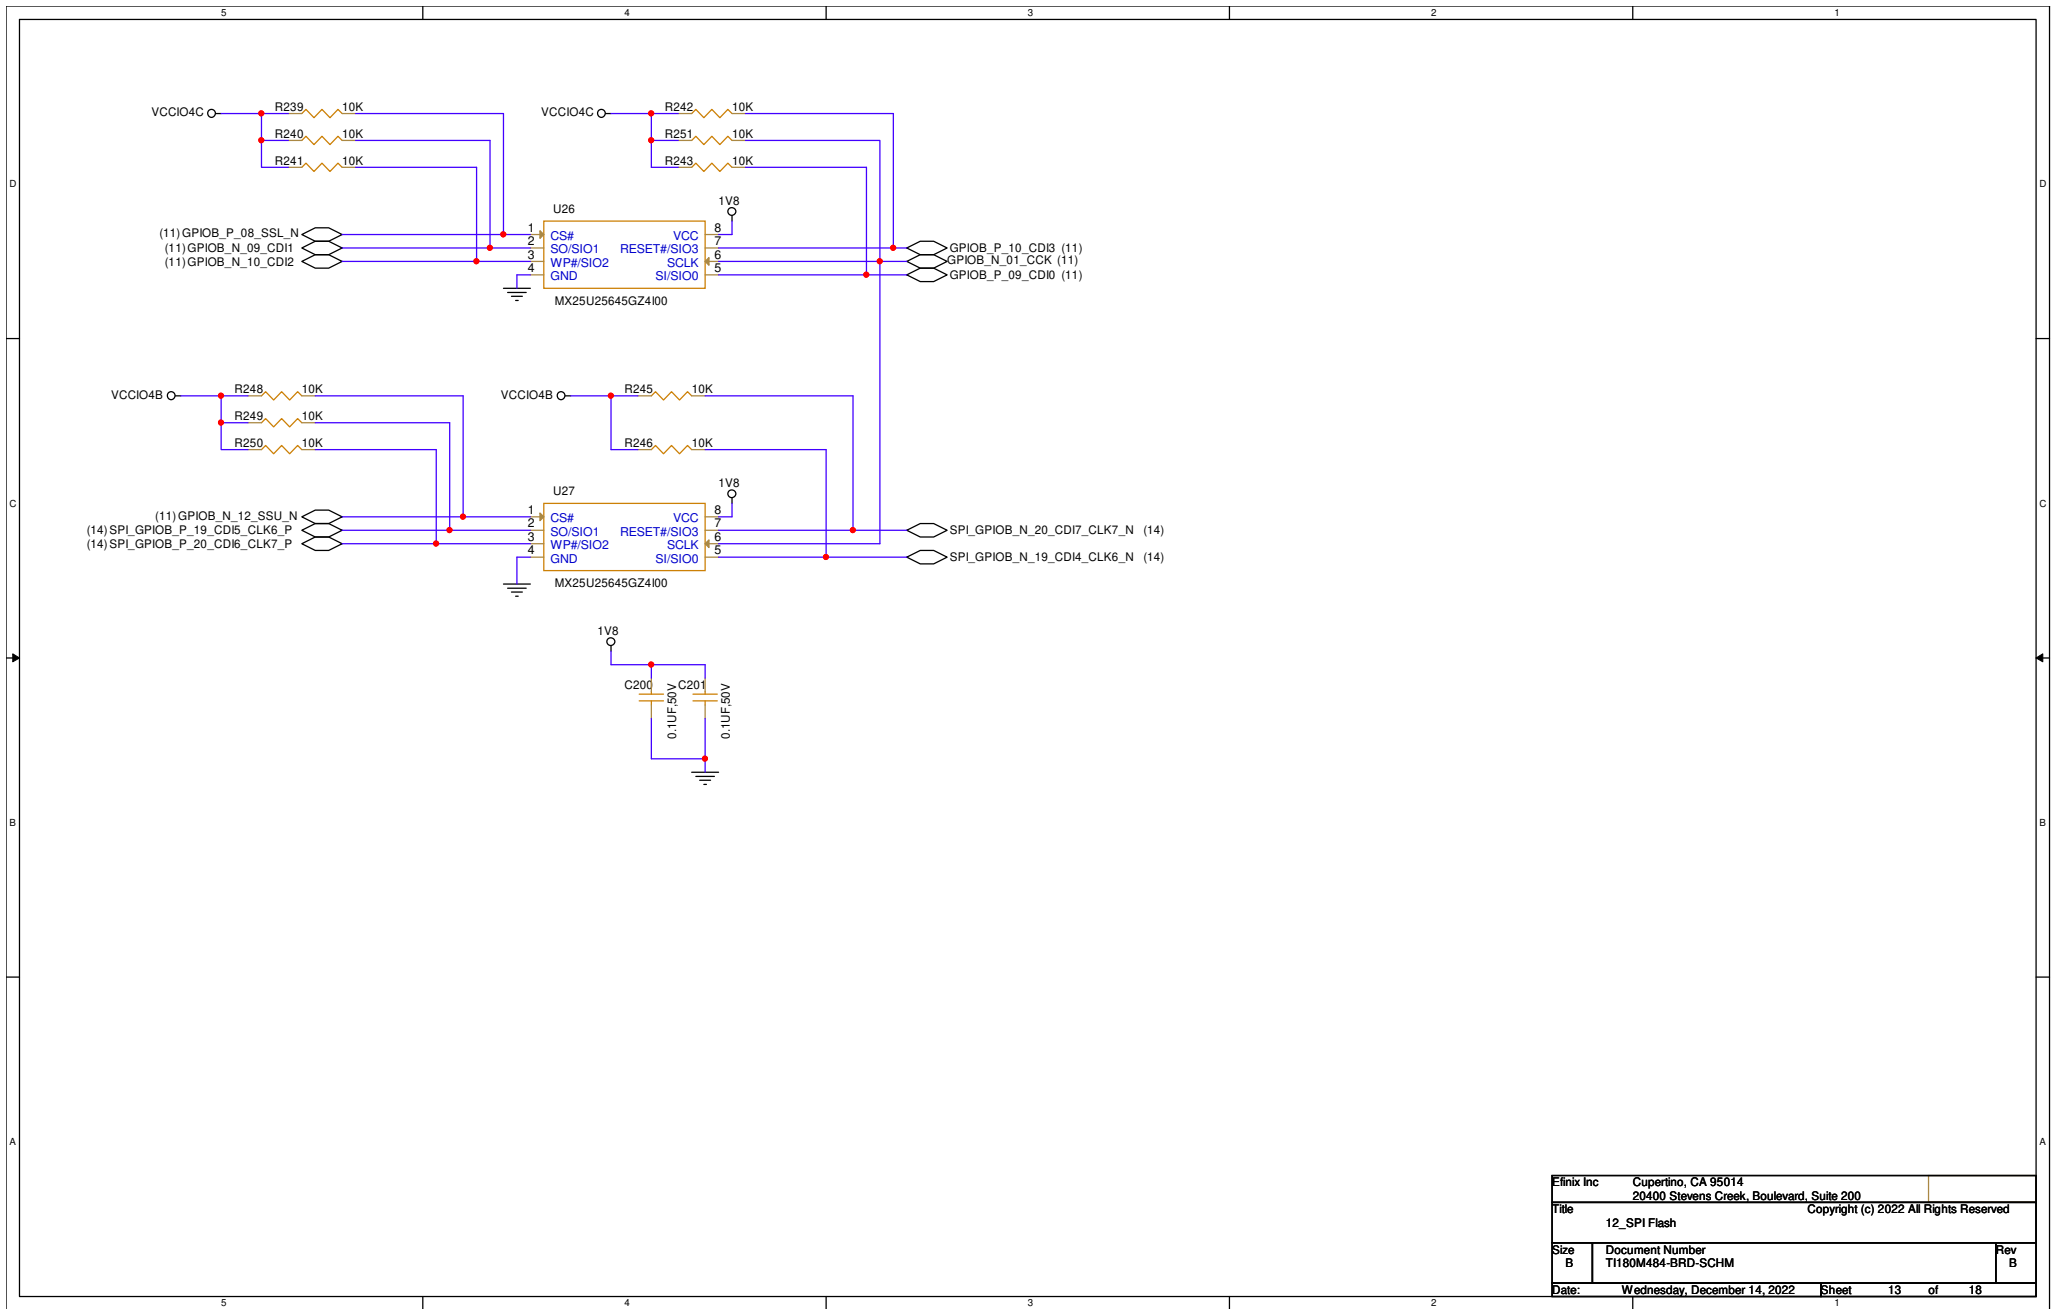 5 4 3 2 1
VCCIO4C R239 10K
R240 10K
R241 10K
VCCIO4C R242 10K
R251 10K
R243 10K
D D
U26
1V8
(11) GPIOB_P_08_SSL_N 1 CS# VCC 8
(11) GPIOB_N_09_CDI1 2 SO/SIO1 RESET#/SIO3 7 GPIOB_P_10_CDI3 (11)
(11) GPIOB_N_10_CDI2 3 WP#/SIO2 SCLK 6 GPIOB_N_01_CCK (11)
4 GND SI/SIO0 5 GPIOB_P_09_CDI0 (11)
MX25U25645GZ4I00
VCCIO4B R248 10K
R249 10K
R250 10K
VCCIO4B R245 10K
R246 10K
C C
U27
1V8
(11) GPIOB_N_12_SSU_N 1 CS# VCC 8
(14) SPI_GPIOB_P_19_CDI5_CLK6_P 2 SO/SIO1 RESET#/SIO3 7 SPI_GPIOB_N_20_CDI7_CLK7_N (14)
(14) SPI_GPIOB_P_20_CDI6_CLK7_P 3 WP#/SIO2 SCLK 6
4 GND SI/SIO0 5 SPI_GPIOB_N_19_CDI4_CLK6_N (14)
MX25U25645GZ4I00
1V8
C200 0.1UF,50V
C201 0.1UF,50V
B B
A A
Efinix Inc Cupertino, CA 95014
20400 Stevens Creek, Boulevard, Suite 200
Title Copyright (c) 2022 All Rights Reserved
12_SPI Flash
Size Document Number Rev
B TI180M484-BRD-SCHM B
Date: Wednesday, December 14, 2022 Sheet 13 of 18
5 4 3 2 1